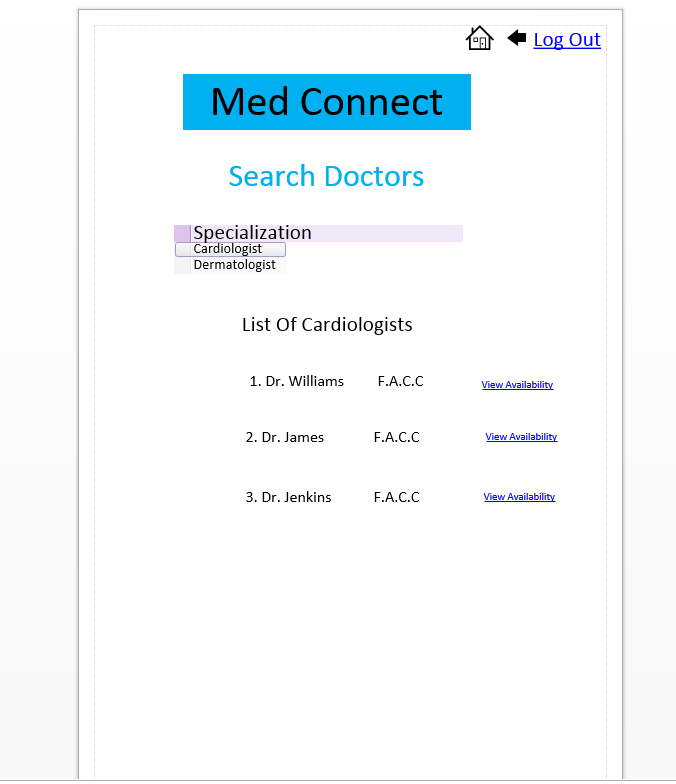 Log Out
Med Connect
Search Doctors
Specialization
Cardiologist
Dermatologist
List Of Cardiologists
1. Dr. Williams F.A.C.C View Availability
2. Dr. James F.A.C.C View Availability
3. Dr. Jenkins F.A.C.C View Availability